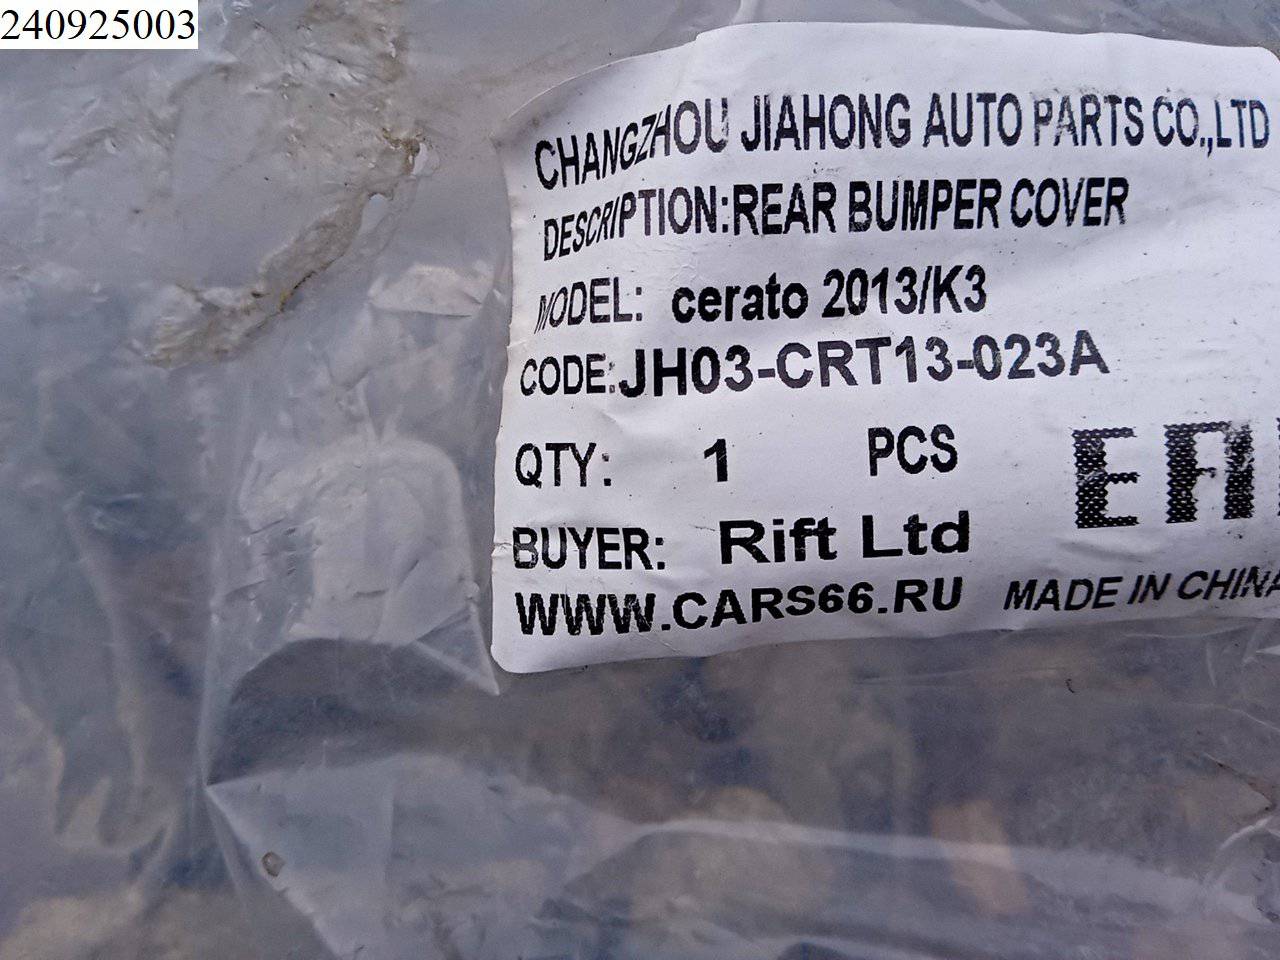 240925003
CHANGZHOU JIAHONG AUTO PARTS CO.,LTD
DESCRIPTION:REAR BUMPER COVER
MODEL: cerato 2013/K3
CODE:JH03-CRT13-023A
QTY: 1 PCS
BUYER: Rift Ltd
WWW.CARS66.RU MADE IN CHINA